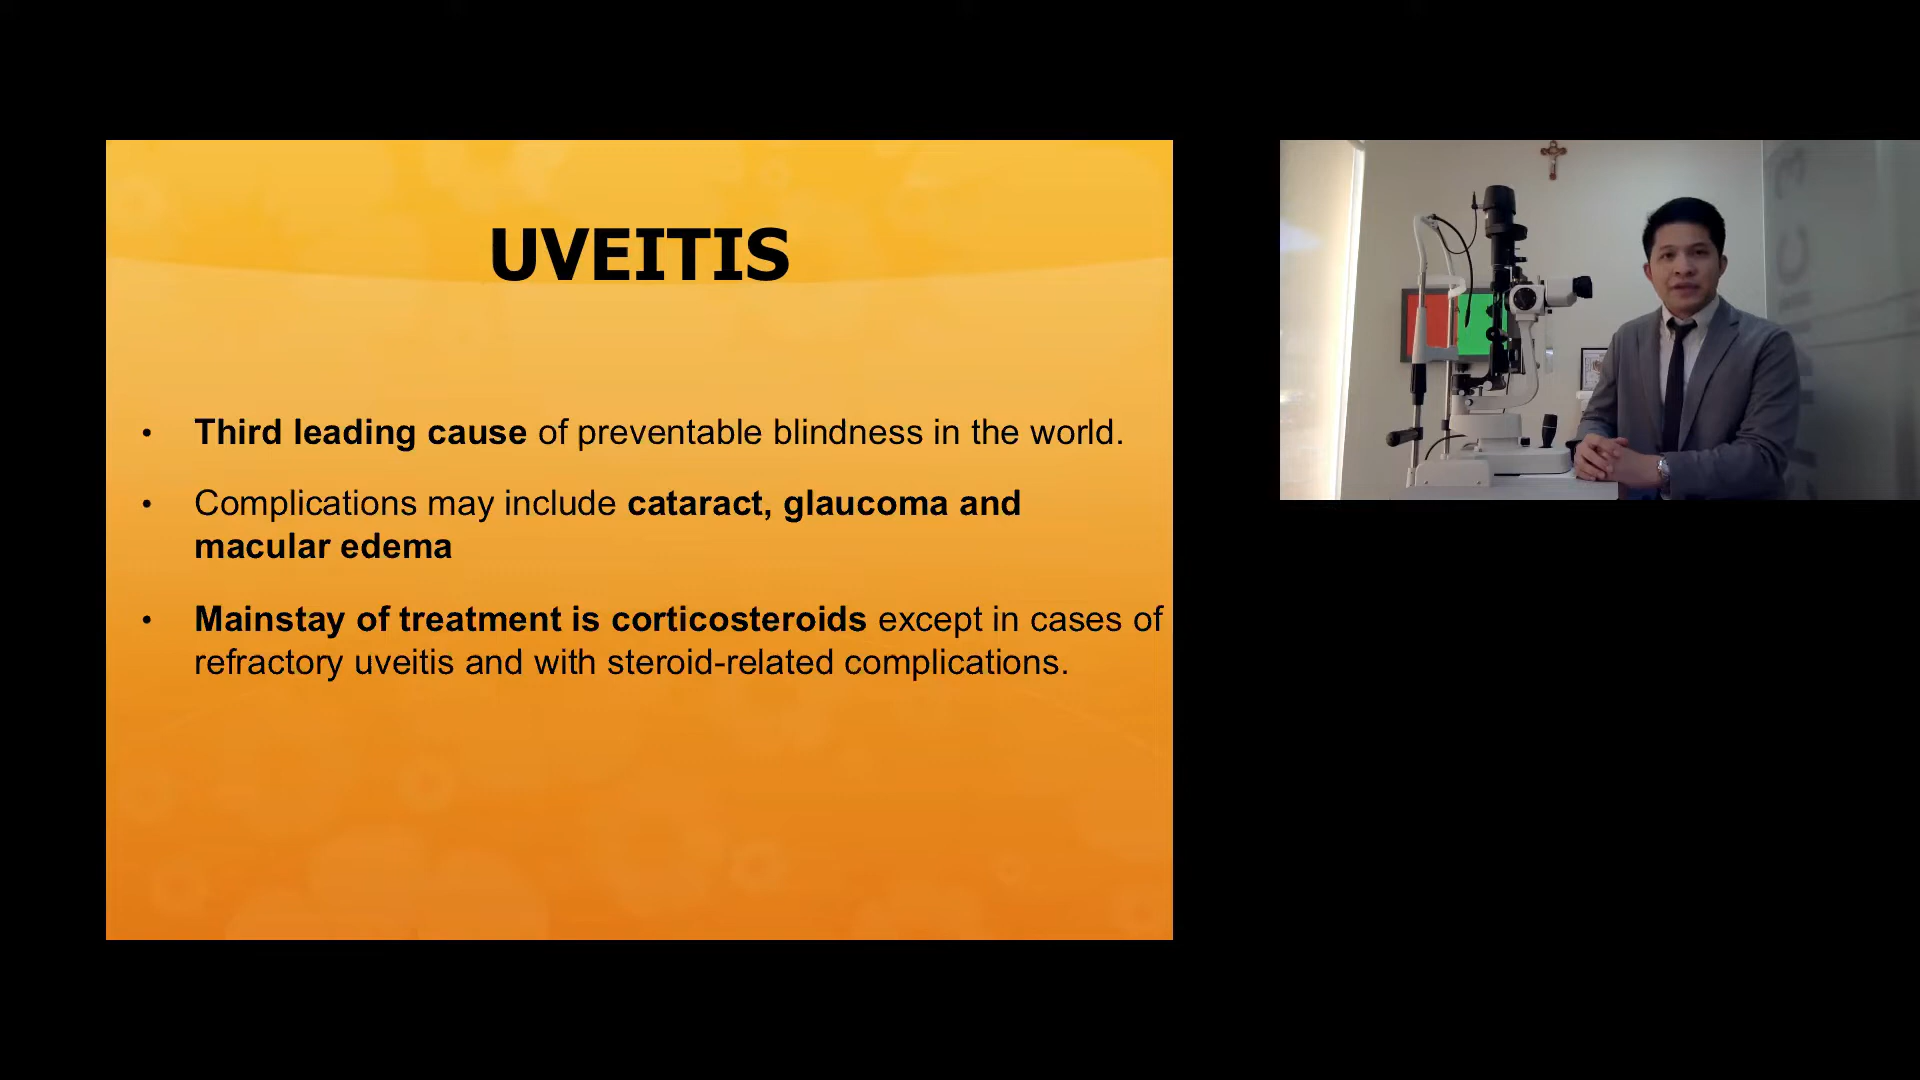 UVEITIS
• Third leading cause of preventable blindness in the world.
• Complications may include cataract, glaucoma and
macular edema
• Mainstay of treatment is corticosteroids except in cases of
refractory uveitis and with steroid-related complications.